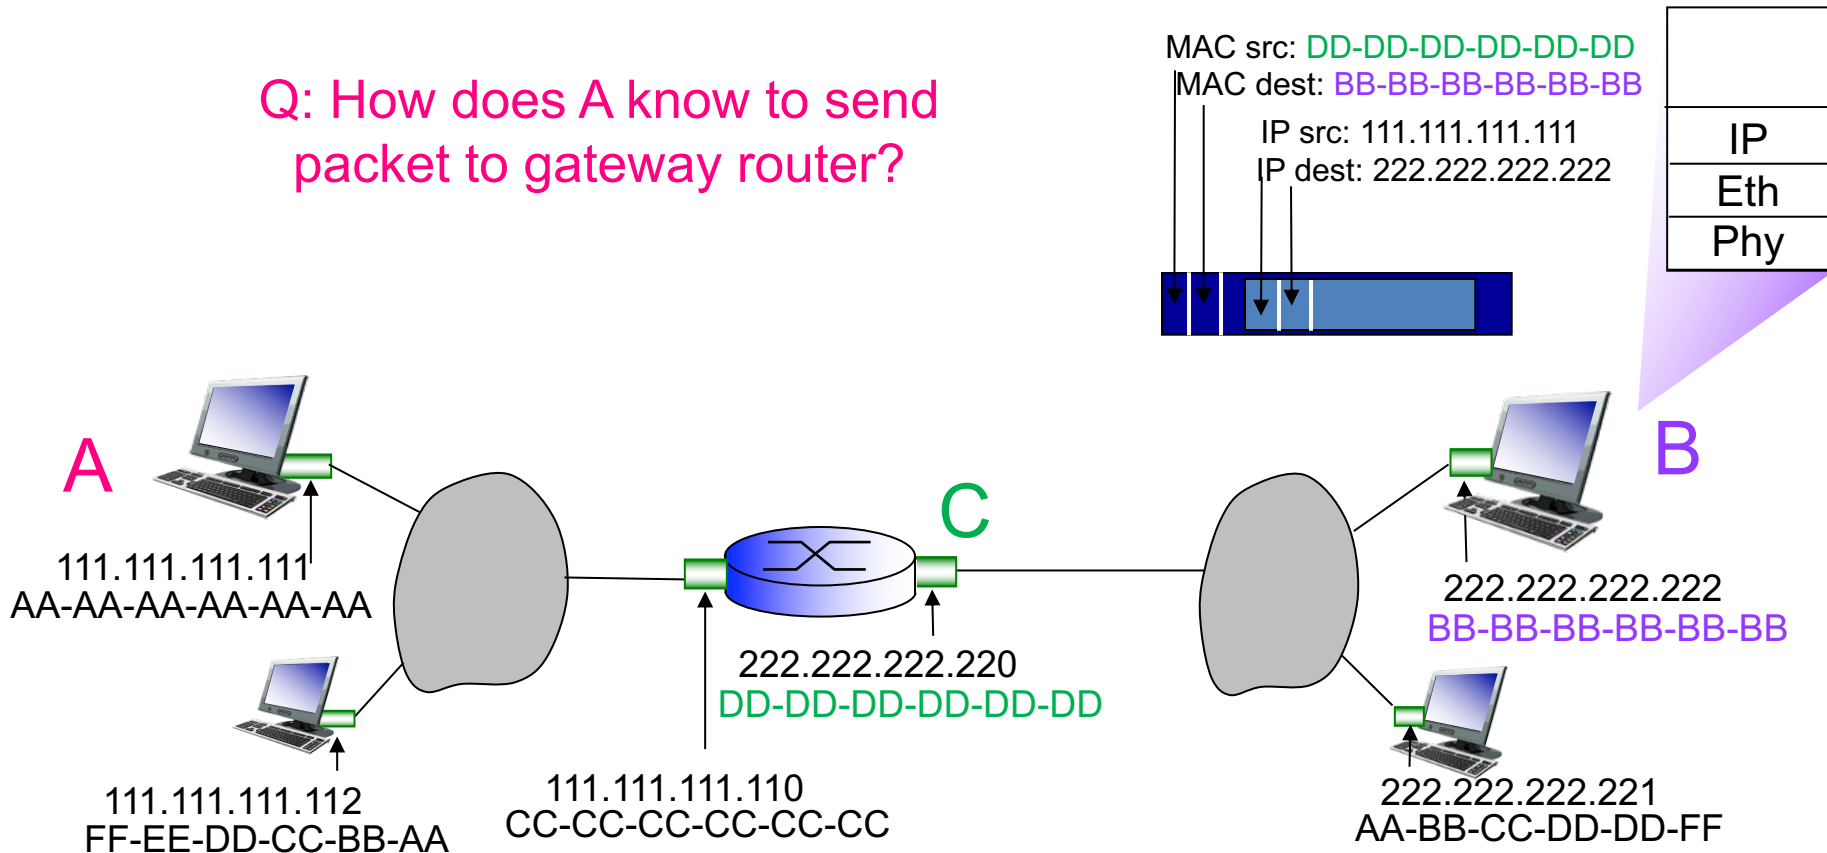 Q: How does A know to send
packet to gateway router?
MAC src: DD-DD-DD-DD-DD-DD
MAC dest: BB-BB-BB-BB-BB-BB
IP src: 111.111.111.111
IP dest: 222.222.222.222
IP
Eth
Phy
A
111.111.111.111
AA-AA-AA-AA-AA-AA
111.111.111.112
FF-EE-DD-CC-BB-AA
C
222.222.222.220
DD-DD-DD-DD-DD-DD
111.111.111.110
CC-CC-CC-CC-CC-CC
B
222.222.222.222
BB-BB-BB-BB-BB-BB
222.222.222.221
AA-BB-CC-DD-DD-FF